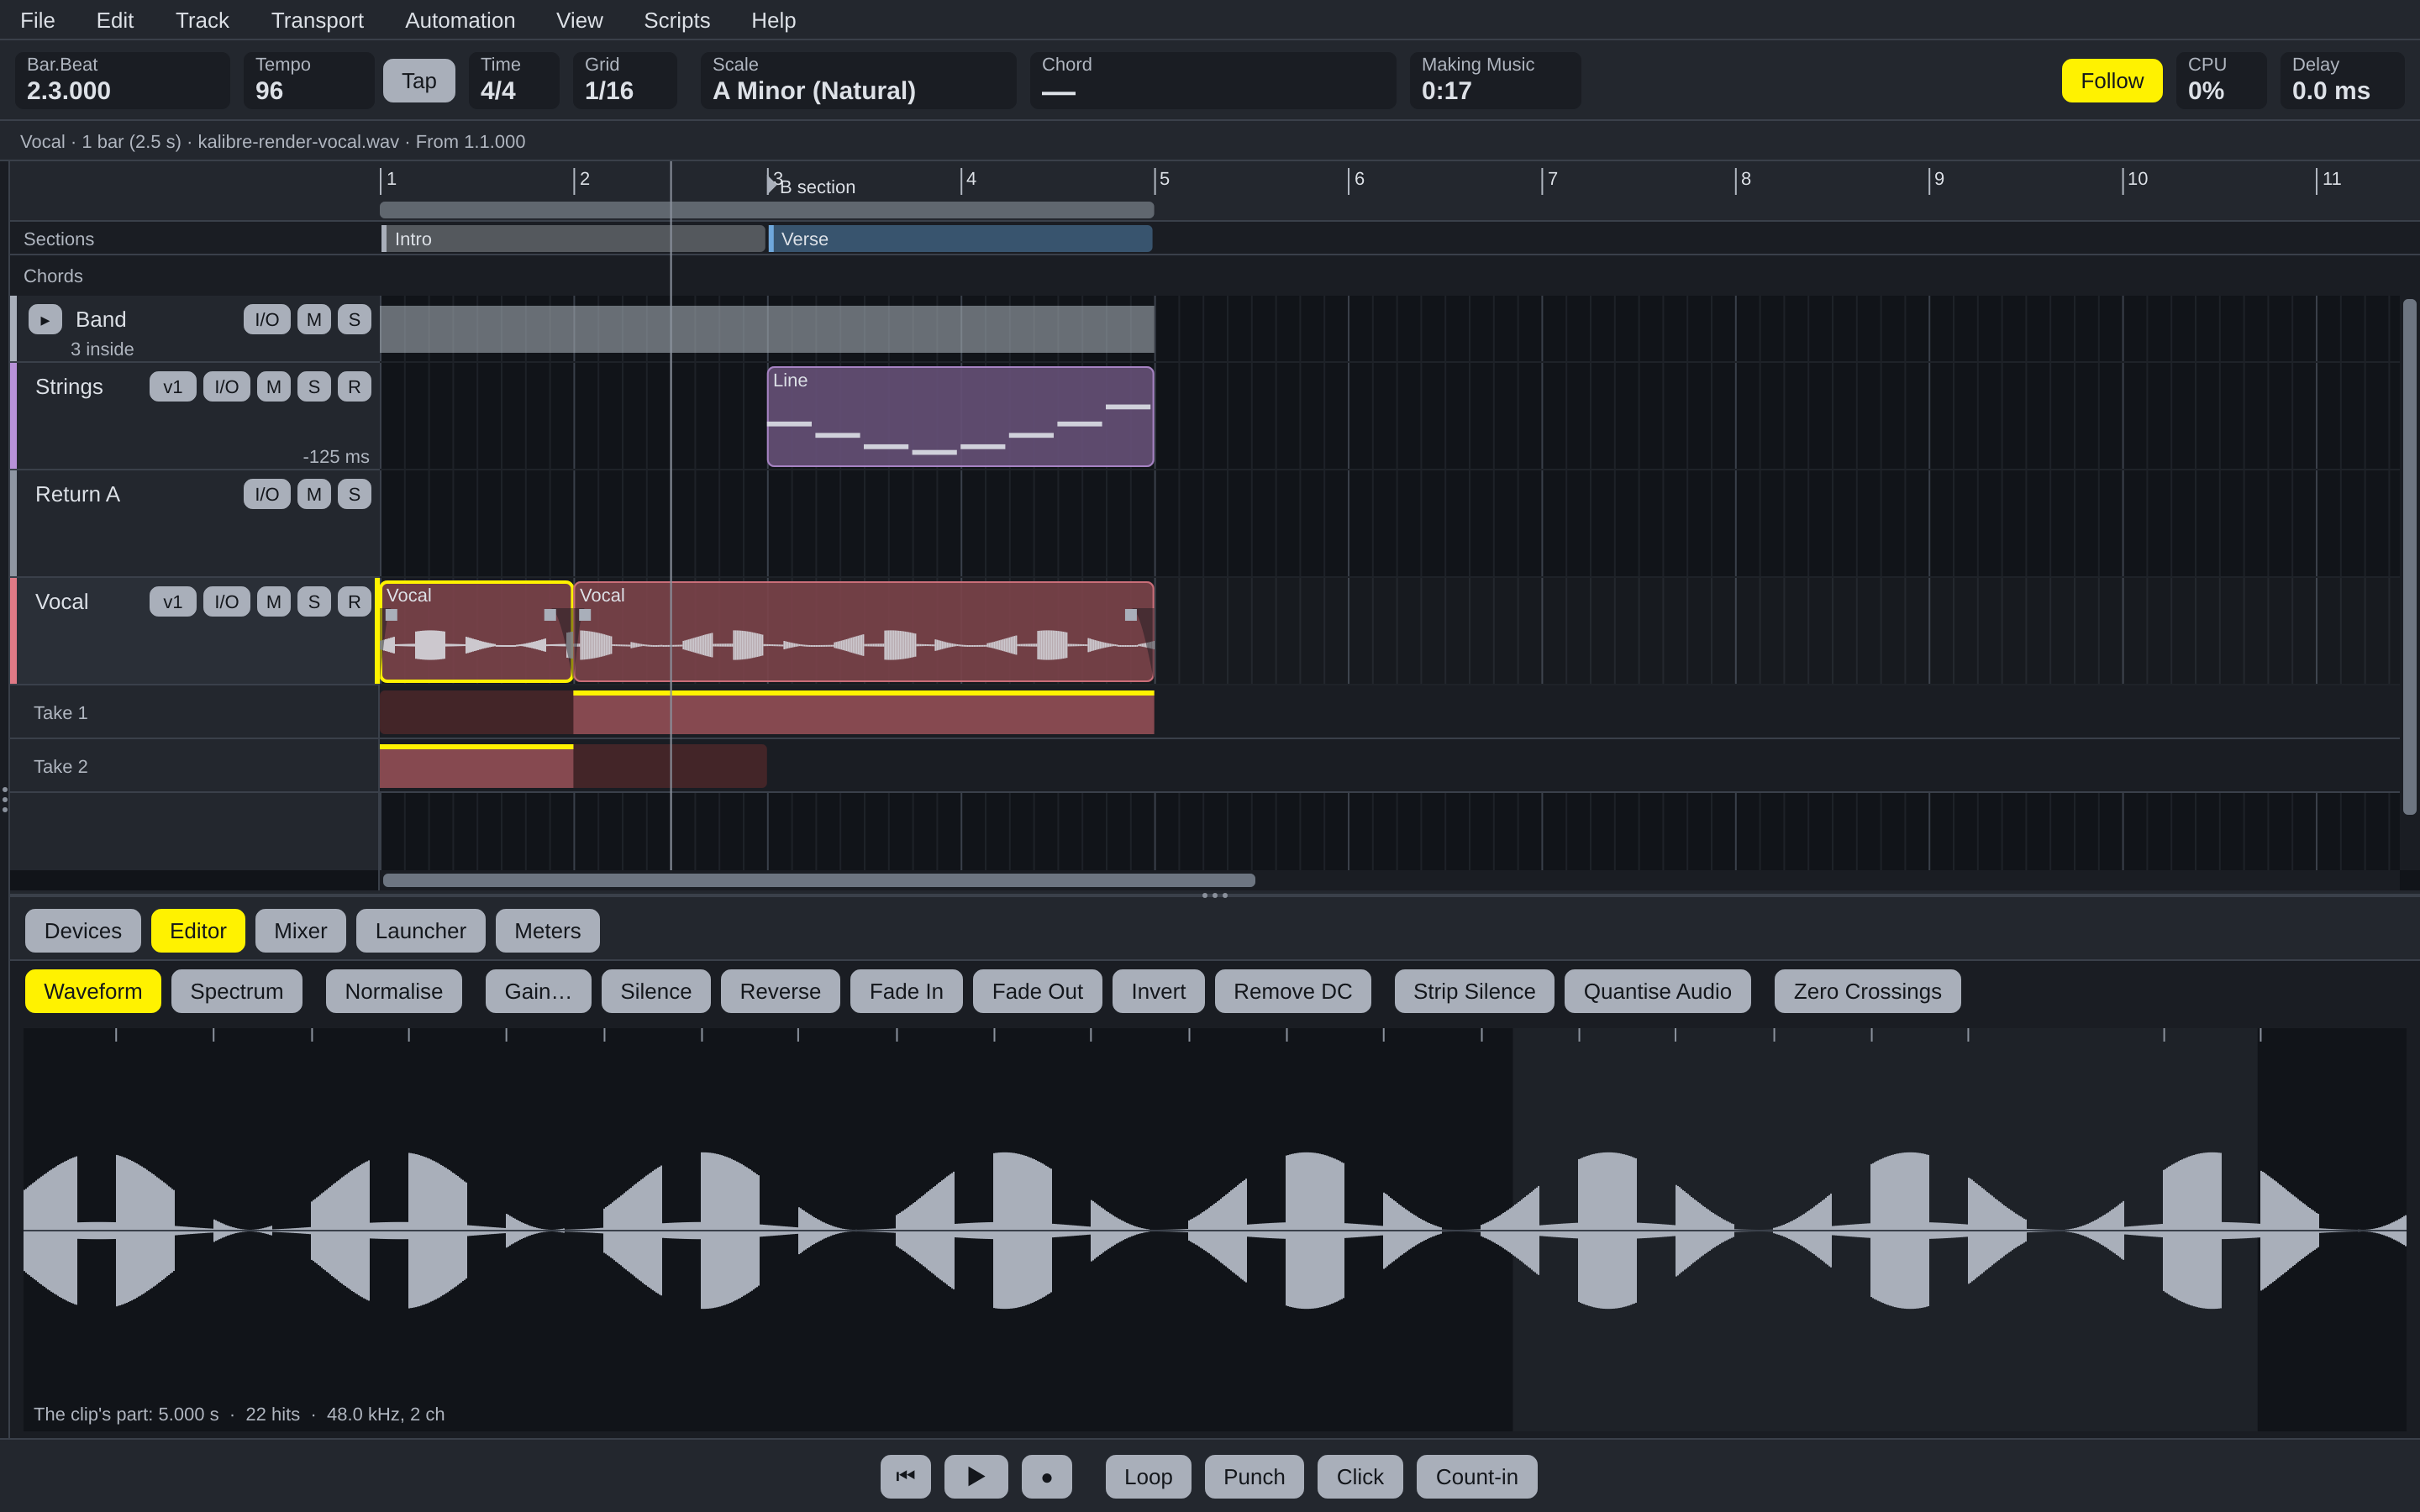 File Edit Track Transport Automation View Scripts Help
Bar.Beat Tempo Time Grid Scale Chord Making Music CPU Delay
2.3.000 96 Tap 4/4 1/16 A Minor (Natural) — 0:17 Follow 0% 0.0 ms
Vocal · 1 bar (2.5 s) · kalibre-render-vocal.wav · From 1.1.000
1 2 3 4 5 6 7 8 9 10 11
B section
Sections Intro Verse
Chords
Band I/O M S
3 inside
Strings v1 I/O M S R Line
-125 ms
Return A I/O M S
Vocal v1 I/O M S R Vocal Vocal
Take 1
Take 2
Devices Editor Mixer Launcher Meters
Waveform Spectrum Normalise Gain… Silence Reverse Fade In Fade Out Invert Remove DC Strip Silence Quantise Audio Zero Crossings
The clip's part: 5.000 s · 22 hits · 48.0 kHz, 2 ch
Loop Punch Click Count-in